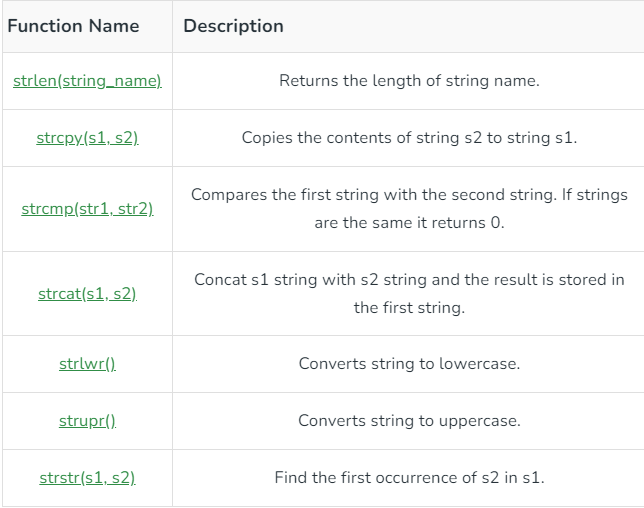 Function Name Description
strlen(string_name) Returns the length of string name.
strcpy(s1, s2) Copies the contents of string s2 to string s1.
strcmp(str1, str2) Compares the first string with the second string. If strings
are the same it returns 0.
strcat(s1, s2) Concat s1 string with s2 string and the result is stored in
the first string.
strlwr() Converts string to lowercase.
strupr() Converts string to uppercase.
strstr(s1, s2) Find the first occurrence of s2 in s1.